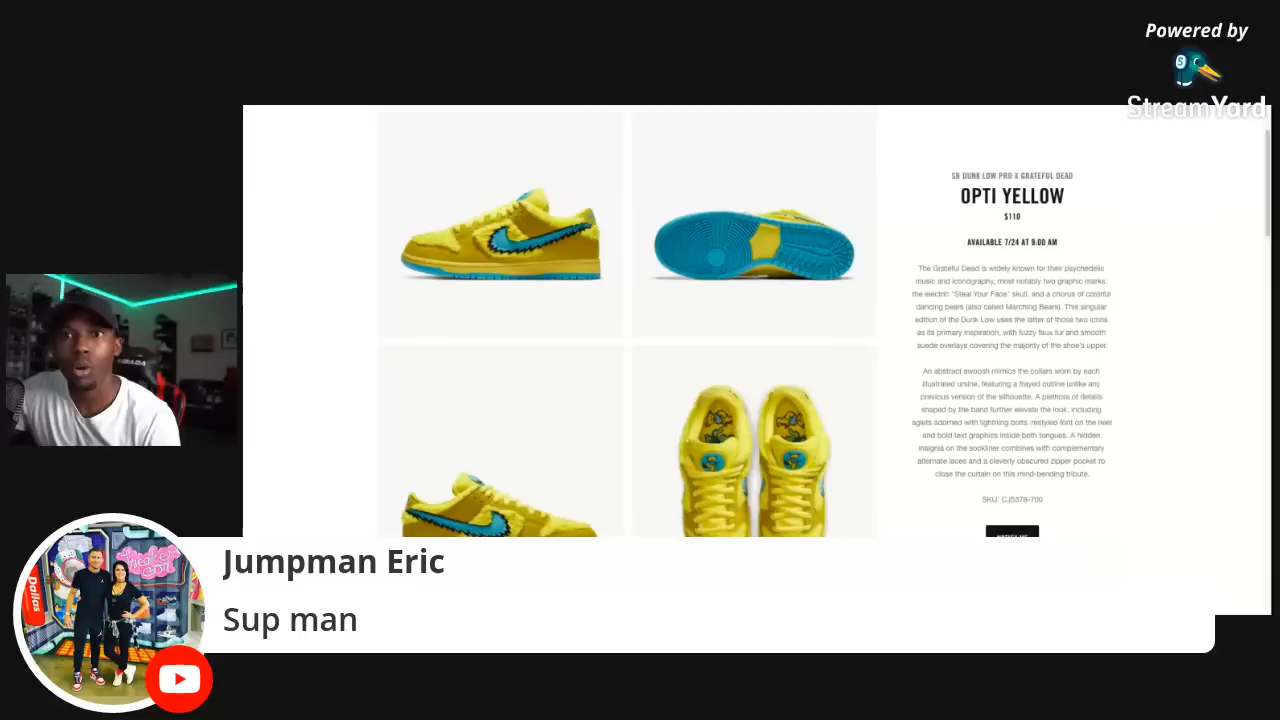 Powered by
StreamYard
SB DUNK LOW PRO X GRATEFUL DEAD
OPTI YELLOW
$110
AVAILABLE 7/24 AT 9:00 AM
The Grateful Dead is widely known for their psychedelic
music and iconography, most notably two graphic marks:
the electric "Steal Your Face" skull, and a chorus of colorful
dancing bears (also called Marching Bears). This singular
edition of the Dunk Low uses the latter of those two icons
as its primary inspiration, with fuzzy faux fur and smooth
suede overlays covering the majority of the shoe's upper.
An abstract swoosh mimics the collars worn by each
illustrated ursine, featuring a frayed outline unlike any
previous version of the silhouette. A plethora of details
shaped by the band further elevate the look, including
aglets adorned with lightning bolts, restyled font on the heel
and bold text graphics inside both tongues. A hidden
insignia on the sockliner combines with complementary
alternate laces and a cleverly obscured zipper pocket to
close the curtain on this mind-bending tribute.
SKU: CJ5378-700
Jumpman Eric
Sup man
Dallas
sneaker
con